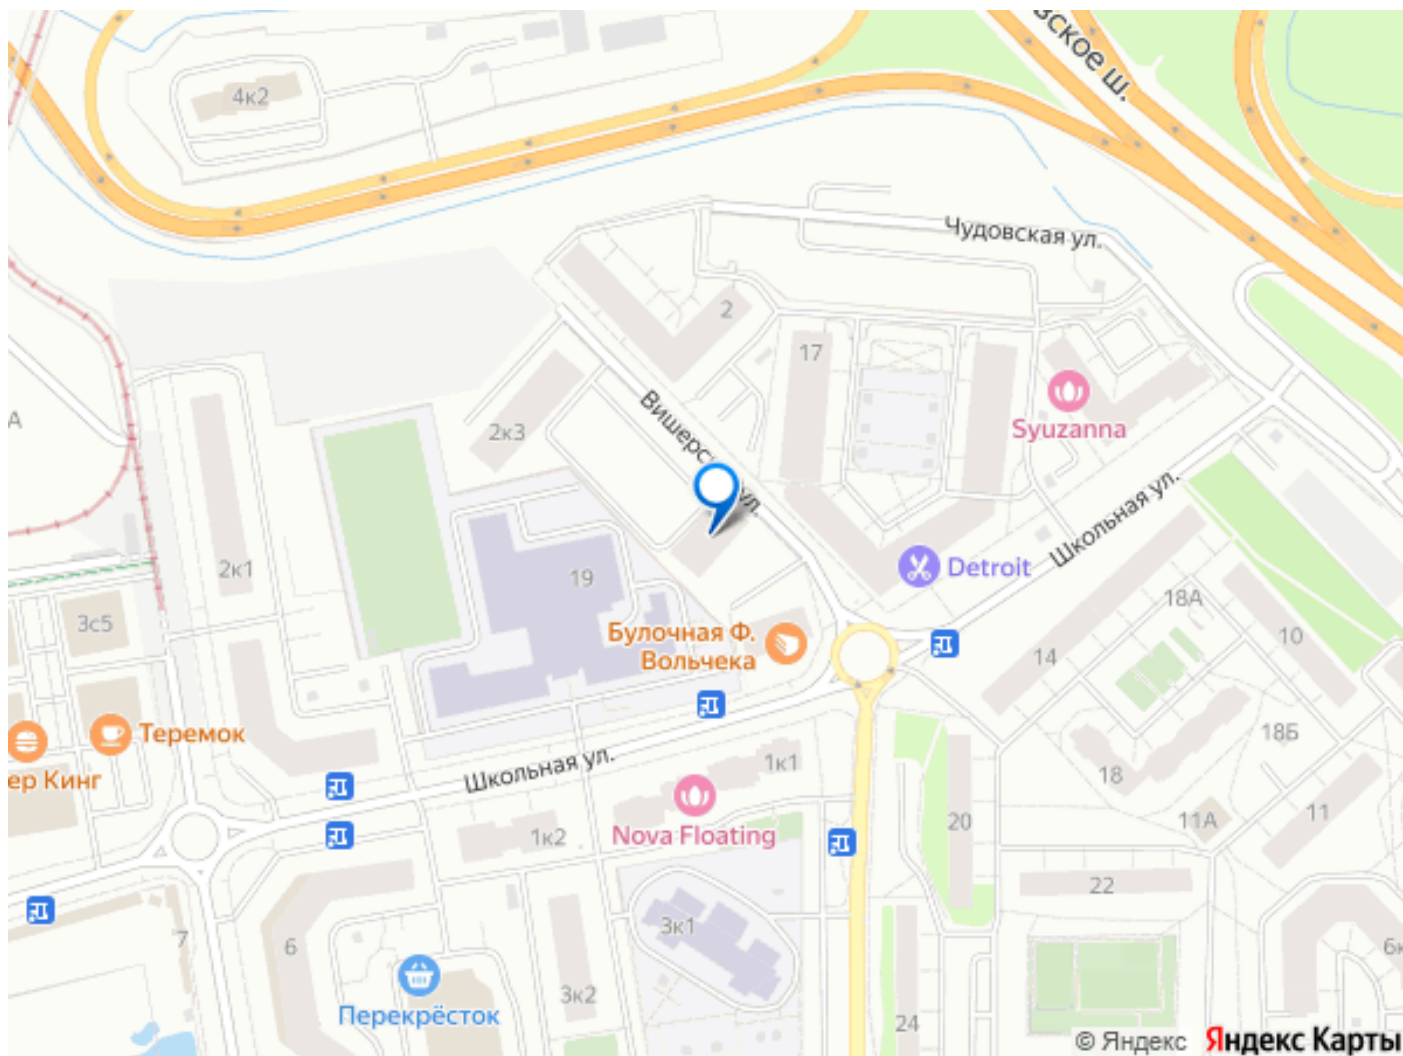 ВСКОЕ Ш.
4к2
Чудовская ул.
2
17
А
2к3
Вишерс
ул.
Syuzanna
Школьная ул.
2к1
19
Detroit
3с5
18А
Булочная Ф.
Вольчека
14
10
Теремок
ер Кинг
Школьная ул.
1к1
18
18Б
Nova Floating
1к2
20
11А
11
22
3к1
7
6
6к
3к2
Перекрёсток
24
© Яндекс Яндекс Карты